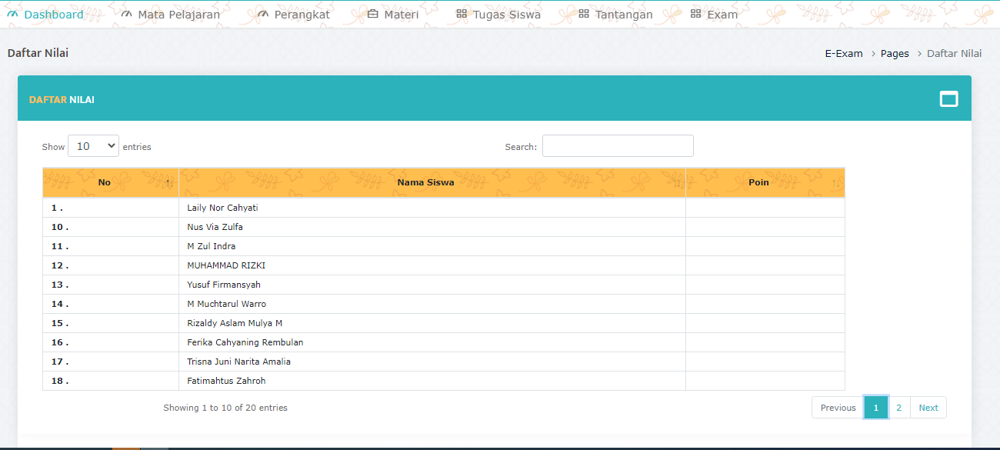 Dashboard Mata Pelajaran Perangkat Materi Tugas Siswa Tantangan Exam
Daftar Nilai E-Exam > Pages > Daftar Nilai
DAFTAR NILAI
Show 10 entries Search:
No Nama Siswa Poin
1 . Laily Nor Cahyati
10 . Nus Via Zulfa
11 . M Zul Indra
12 . MUHAMMAD RIZKI
13 . Yusuf Firmansyah
14 . M Muchtarul Warro
15 . Rizaldy Aslam Mulya M
16 . Ferika Cahyaning Rembulan
17 . Trisna Juni Narita Amalia
18 . Fatimahtus Zahroh
Showing 1 to 10 of 20 entries Previous 1 2 Next